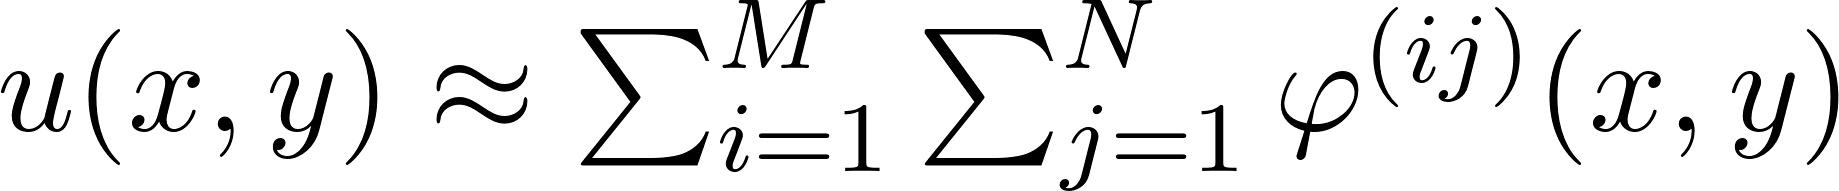 u(x, y) ≈ ∑_{i=1}^{M} ∑_{j=1}^{N} φ^{(ij)}(x, y)